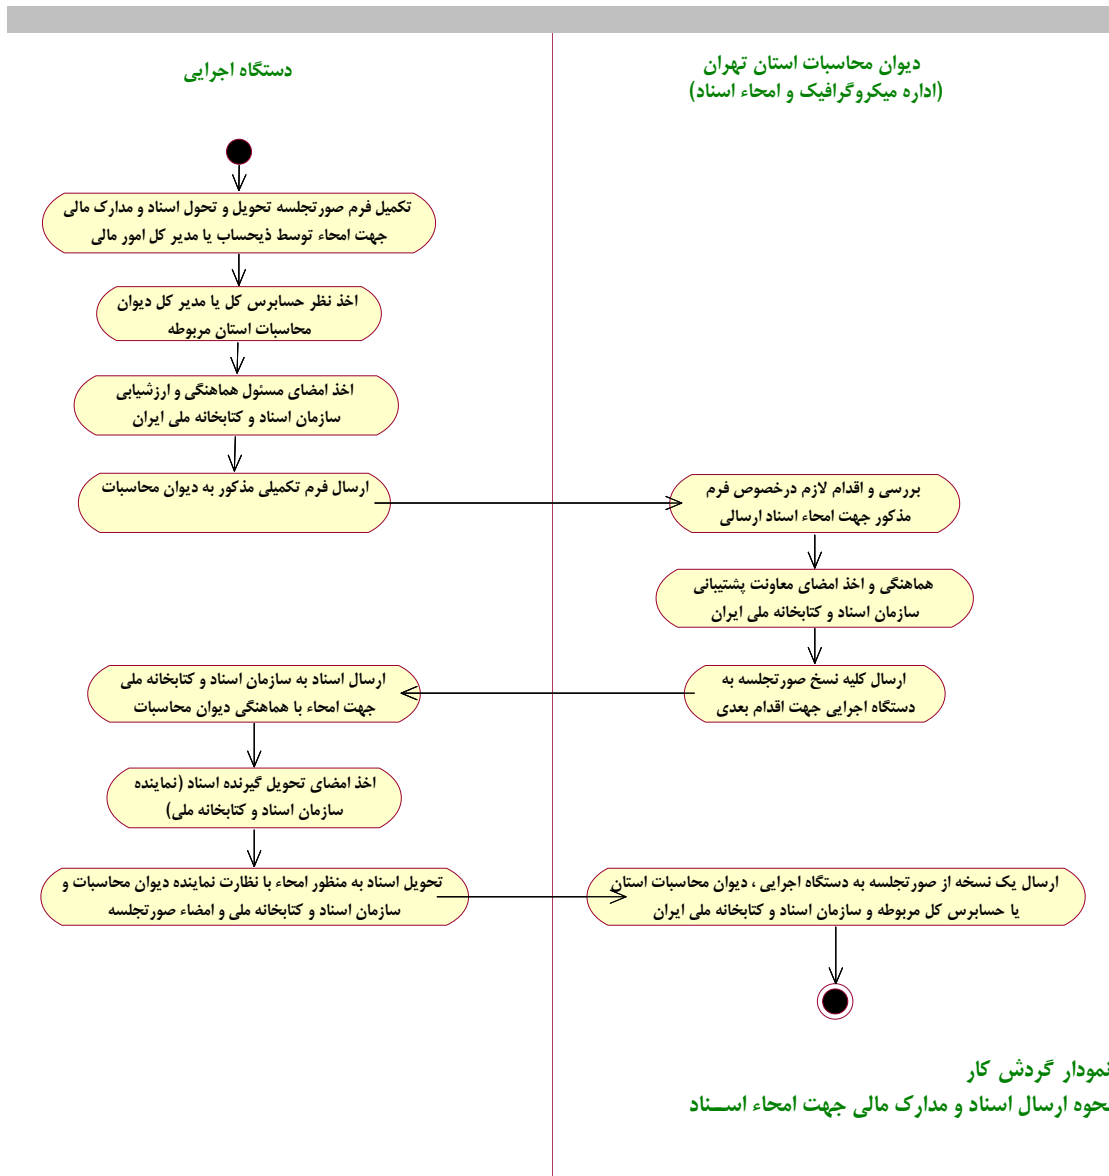 دستگاه اجرایی
دیوان محاسبات استان تهران
(اداره میکروگرافیک و امحاء اسناد)
تکمیل فرم صورتجلسه تحویل و تحول اسناد و مدارک مالی
جهت امحاء توسط ذیحساب یا مدیر کل امور مالی
اخذ نظر حسابرس کل یا مدیر کل دیوان
محاسبات استان مربوطه
اخذ امضای مسئول هماهنگی و ارزشیابی
سازمان اسناد و کتابخانه ملی ایران
ارسال فرم تکمیلی مذکور به دیوان محاسبات
بررسی و اقدام لازم درخصوص فرم
مذکور جهت امحاء اسناد ارسالی
هماهنگی و اخذ امضای معاونت پشتیبانی
سازمان اسناد و کتابخانه ملی ایران
ارسال کلیه نسخ صورتجلسه به
دستگاه اجرایی جهت اقدام بعدی
ارسال اسناد به سازمان اسناد و کتابخانه ملی
جهت امحاء با هماهنگی دیوان محاسبات
اخذ امضای تحویل گیرنده اسناد (نماینده
سازمان اسناد و کتابخانه ملی)
تحویل اسناد به منظور امحاء با نظارت نماینده دیوان محاسبات و
سازمان اسناد و کتابخانه ملی و امضاء صورتجلسه
ارسال یک نسخه از صورتجلسه به دستگاه اجرایی ، دیوان محاسبات استان
یا حسابرس کل مربوطه و سازمان اسناد و کتابخانه ملی ایران
نمودار گردش کار
نحوه ارسال اسناد و مدارک مالی جهت امحاء اســناد